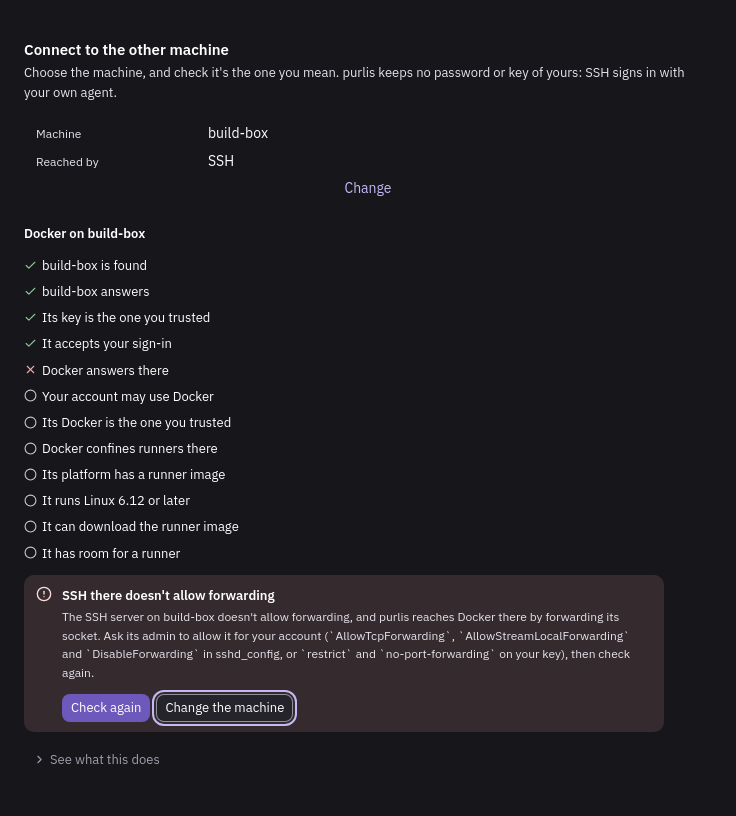 Connect to the other machine
Choose the machine, and check it's the one you mean. purlis keeps no password or key of yours: SSH signs in with
your own agent.
Machine build-box
Reached by SSH
Change
Docker on build-box
build-box is found
build-box answers
Its key is the one you trusted
It accepts your sign-in
Docker answers there
Your account may use Docker
Its Docker is the one you trusted
Docker confines runners there
Its platform has a runner image
It runs Linux 6.12 or later
It can download the runner image
It has room for a runner
SSH there doesn't allow forwarding
The SSH server on build-box doesn't allow forwarding, and purlis reaches Docker there by forwarding its
socket. Ask its admin to allow it for your account (`AllowTcpForwarding`, `AllowStreamLocalForwarding`
and `DisableForwarding` in sshd_config, or `restrict` and `no-port-forwarding` on your key), then check
again.
Check again Change the machine
See what this does